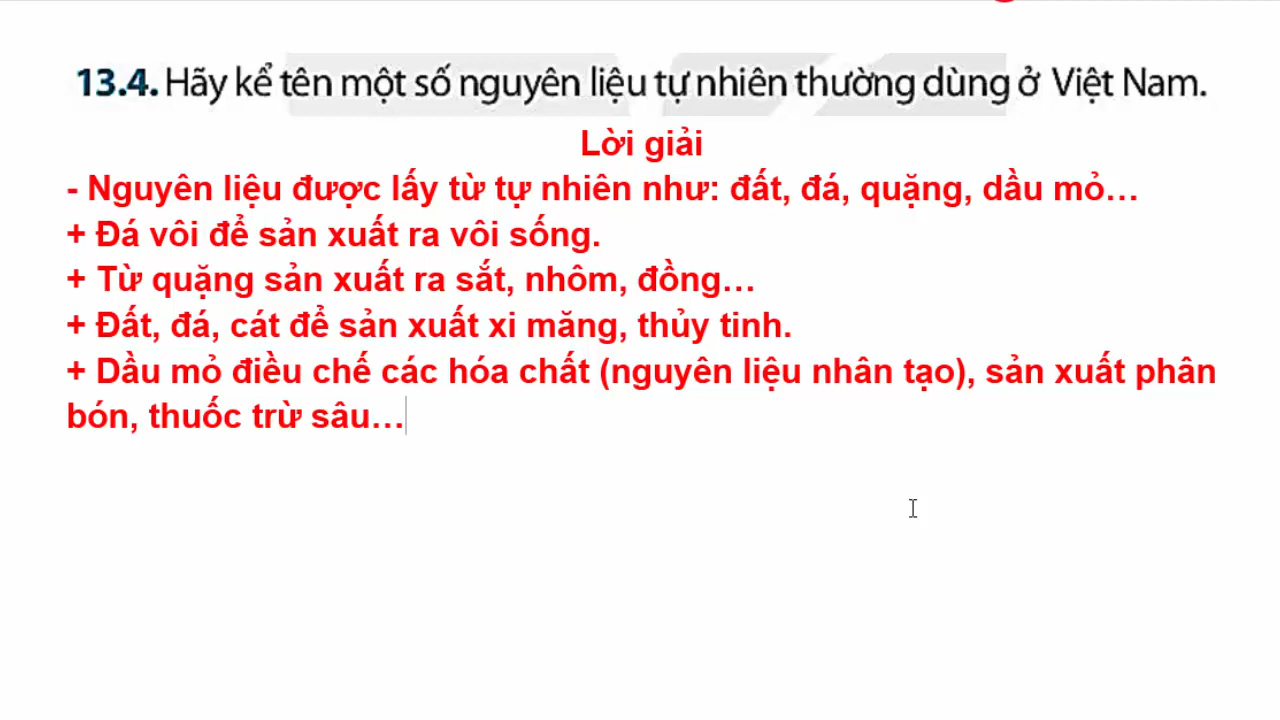 13.4. Hãy kể tên một số nguyên liệu tự nhiên thường dùng ở Việt Nam.
Lời giải
- Nguyên liệu được lấy từ tự nhiên như: đất, đá, quặng, dầu mỏ…
+ Đá vôi để sản xuất ra vôi sống.
+ Từ quặng sản xuất ra sắt, nhôm, đồng…
+ Đất, đá, cát để sản xuất xi măng, thủy tinh.
+ Dầu mỏ điều chế các hóa chất (nguyên liệu nhân tạo), sản xuất phân
bón, thuốc trừ sâu…